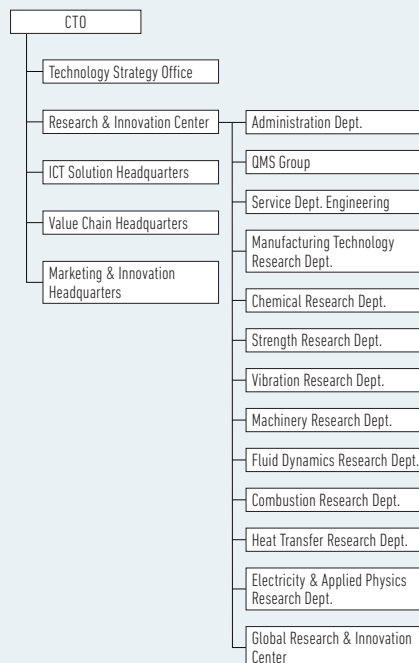 CTO
Technology Strategy Office
Research & Innovation Center
ICT Solution Headquarters
Value Chain Headquarters
Marketing & Innovation
Headquarters
Administration Dept.
QMS Group
Service Dept. Engineering
Manufacturing Technology
Research Dept.
Chemical Research Dept.
Strength Research Dept.
Vibration Research Dept.
Machinery Research Dept.
Fluid Dynamics Research Dept.
Combustion Research Dept.
Heat Transfer Research Dept.
Electricity & Applied Physics
Research Dept.
Global Research & Innovation
Center